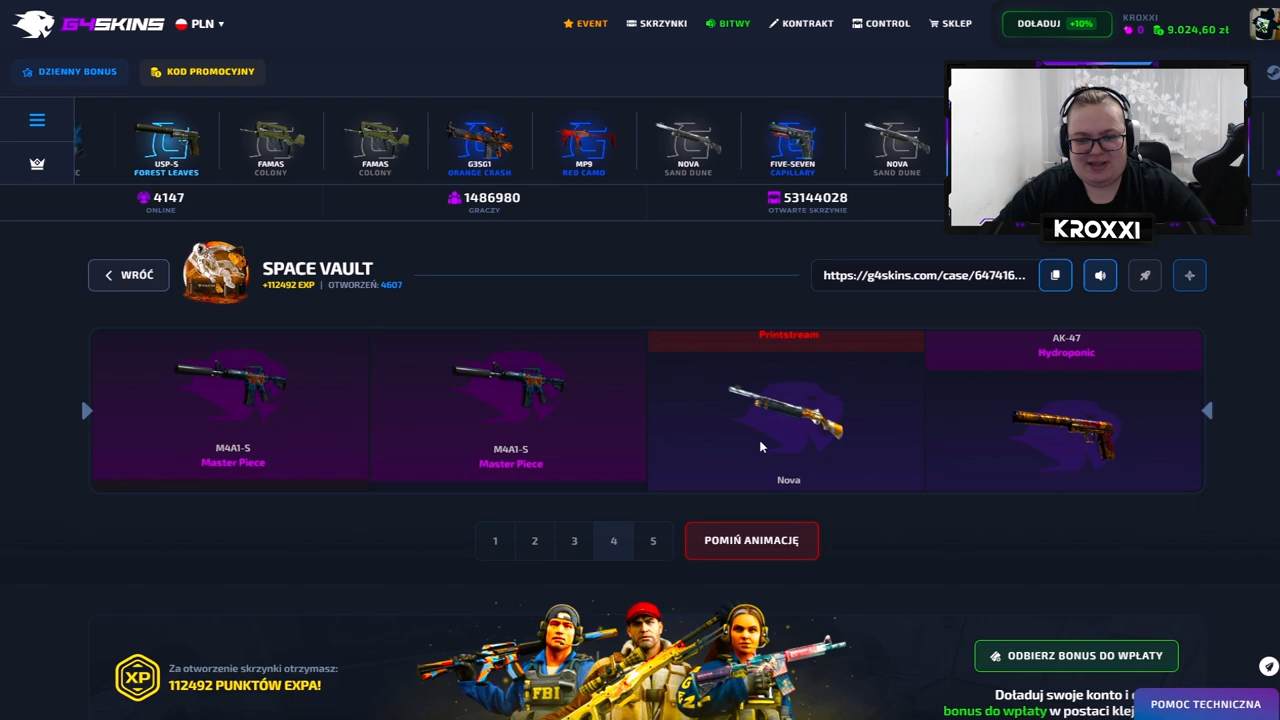 G4SKINS
PLN
EVENT
SKRZYNKI
BITWY
KONTRAKT
CONTROL
SKLEP
DOŁADUJ +10%
KROXXI
0 9.024,60 zł
DZIENNY BONUS
KOD PROMOCYJNY
C
USP-S
FOREST LEAVES
FAMAS
COLONY
FAMAS
COLONY
G3SG1
ORANGE CRASH
MP9
RED CAMO
NOVA
SAND DUNE
FIVE-SEVEN
CAPILLARY
NOVA
SAND DUNE
4147
ONLINE
1486980
GRACZY
53144028
OTWARTE SKRZYNIE
KROXXI
WRÓĆ
SPACE VAULT
+112492 EXP | OTWORZEŃ: 4607
https://g4skins.com/case/647416...
M4A1-S
Master Piece
M4A1-S
Master Piece
Printstream
Nova
AK-47
Hydroponic
1 2 3 4 5
POMIŃ ANIMACJĘ
XP
Za otworzenie skrzynki otrzymasz:
112492 PUNKTÓW EXPA!
FBI
ODBIERZ BONUS DO WPŁATY
Doładuj swoje konto i
bonus do wpłaty w postaci klej
POMOC TECHNICZNA